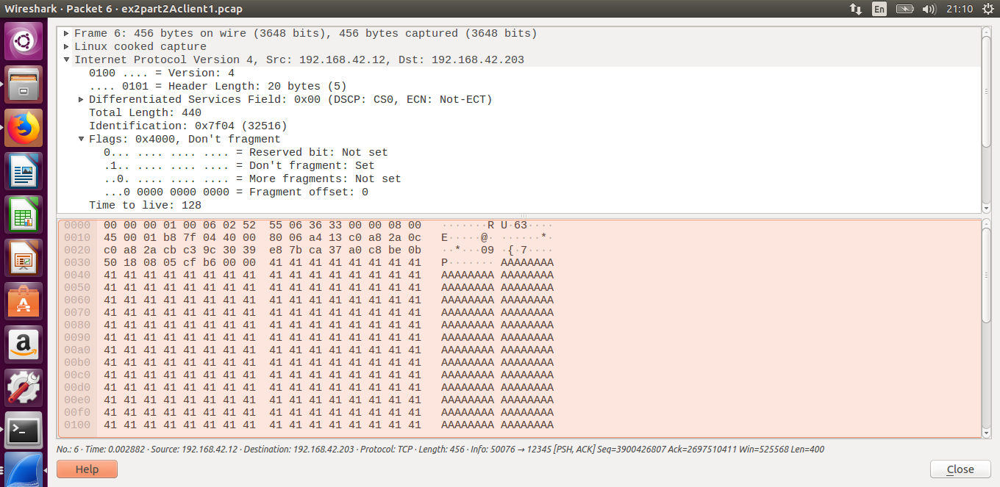 Wireshark · Packet 6 · ex2part2Aclient1.pcap
En
21:10
Frame 6: 456 bytes on wire (3648 bits), 456 bytes captured (3648 bits)
Linux cooked capture
Internet Protocol Version 4, Src: 192.168.42.12, Dst: 192.168.42.203
0100 .... = Version: 4
.... 0101 = Header Length: 20 bytes (5)
Differentiated Services Field: 0x00 (DSCP: CS0, ECN: Not-ECT)
Total Length: 440
Identification: 0x7f04 (32516)
Flags: 0x4000, Don't fragment
0... .... .... .... = Reserved bit: Not set
.1.. .... .... .... = Don't fragment: Set
..0. .... .... .... = More fragments: Not set
...0 0000 0000 0000 = Fragment offset: 0
Time to live: 128
0000 00 00 00 01 00 06 02 52 55 06 36 33 00 00 08 00 ·······R U·63····
0010 45 00 01 b8 7f 04 40 00 80 06 a4 13 c0 a8 2a 0c E·····@· ······*·
0020 c0 a8 2a cb c3 9c 30 39 e8 7b ca 37 a0 c8 be 0b ··*···09 ·{·7····
0030 50 18 08 05 cf b6 00 00 41 41 41 41 41 41 41 41 P······· AAAAAAAA
0040 41 41 41 41 41 41 41 41 41 41 41 41 41 41 41 41 AAAAAAAA AAAAAAAA
0050 41 41 41 41 41 41 41 41 41 41 41 41 41 41 41 41 AAAAAAAA AAAAAAAA
0060 41 41 41 41 41 41 41 41 41 41 41 41 41 41 41 41 AAAAAAAA AAAAAAAA
0070 41 41 41 41 41 41 41 41 41 41 41 41 41 41 41 41 AAAAAAAA AAAAAAAA
0080 41 41 41 41 41 41 41 41 41 41 41 41 41 41 41 41 AAAAAAAA AAAAAAAA
0090 41 41 41 41 41 41 41 41 41 41 41 41 41 41 41 41 AAAAAAAA AAAAAAAA
00a0 41 41 41 41 41 41 41 41 41 41 41 41 41 41 41 41 AAAAAAAA AAAAAAAA
00b0 41 41 41 41 41 41 41 41 41 41 41 41 41 41 41 41 AAAAAAAA AAAAAAAA
00c0 41 41 41 41 41 41 41 41 41 41 41 41 41 41 41 41 AAAAAAAA AAAAAAAA
00d0 41 41 41 41 41 41 41 41 41 41 41 41 41 41 41 41 AAAAAAAA AAAAAAAA
00e0 41 41 41 41 41 41 41 41 41 41 41 41 41 41 41 41 AAAAAAAA AAAAAAAA
00f0 41 41 41 41 41 41 41 41 41 41 41 41 41 41 41 41 AAAAAAAA AAAAAAAA
0100 41 41 41 41 41 41 41 41 41 41 41 41 41 41 41 41 AAAAAAAA AAAAAAAA
No.: 6 · Time: 0.002882 · Source: 192.168.42.12 · Destination: 192.168.42.203 · Protocol: TCP · Length: 456 · Info: 50076 → 12345 [PSH, ACK] Seq=3900426807 Ack=2697510411 Win=525568 Len=400
Help
Close